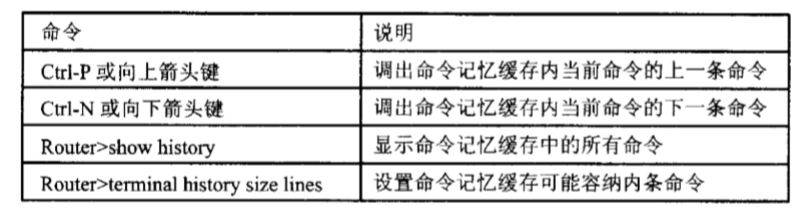 命令 说明
Ctrl-P 或向上箭头键 调出命令记忆缓存内当前命令的上一条命令
Ctrl-N 或向下箭头键 调出命令记忆缓存内当前命令的下一条命令
Router>show history 显示命令记忆缓存中的所有命令
Router>terminal history size lines 设置命令记忆缓存可能容纳内条命令